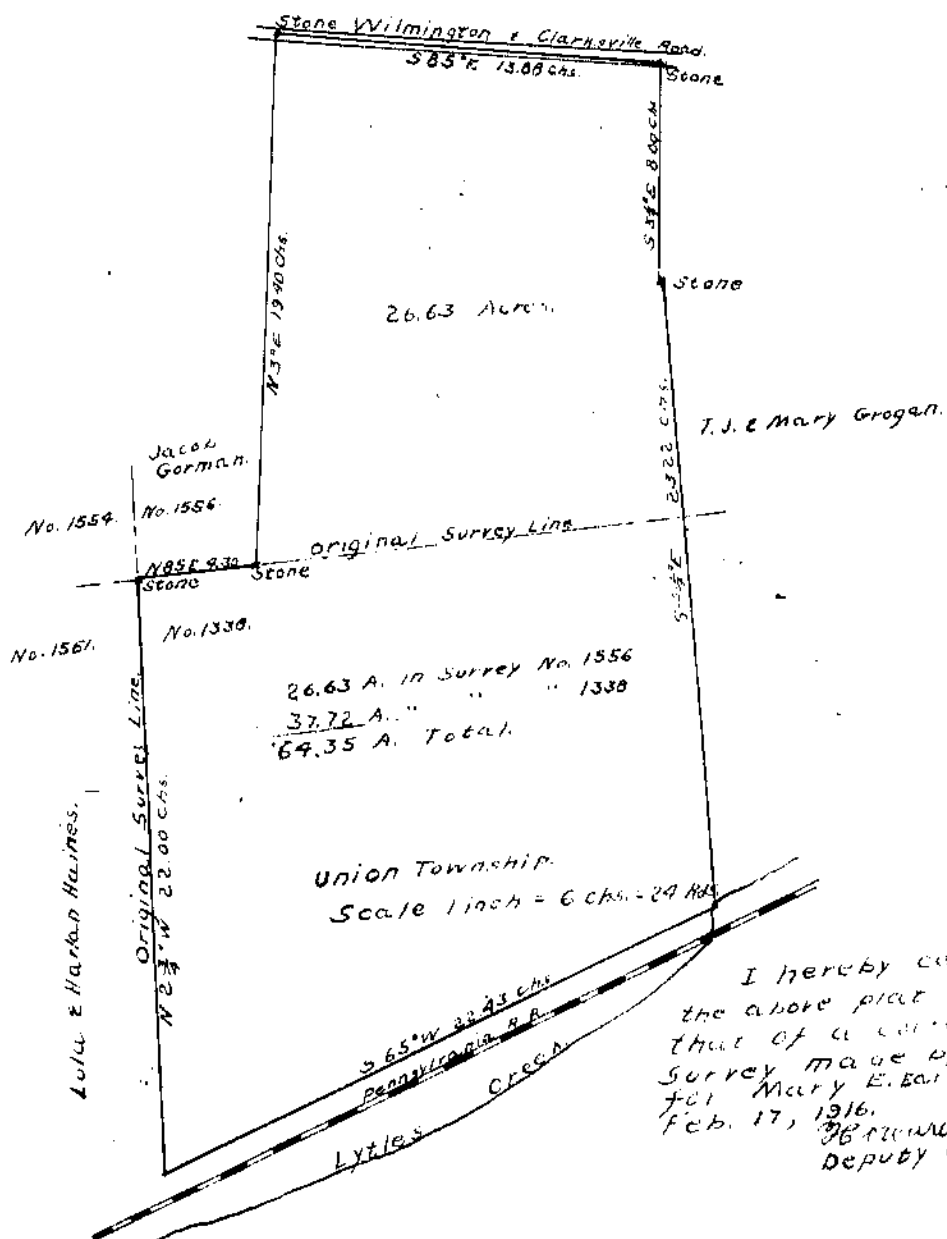 Stone Wilmington & Clarksville Road.
S85°E 13.88 chs.
Stone
N3°E 19.40 chs.
Stone
26.63 Acres.
T.J. & Mary Grogan.
23.22 chs.
Jacob
Gorman.
No. 1554. No. 1556.
Original Survey Line
N85E 4.30
Stone Stone
No. 1561. No. 1338.
26.63 A. in Survey No. 1556
37.72 A. " " " 1338
64.35 A. Total.
Original Survey Line.
22.00 chs.
Lulu & Harlan Haines.
Union Township.
Scale 1 inch = 6 chs. = 24 Rds
S 65° W 22.43 chs
Pennsylvania R.R.
Lytles Creek.
I hereby
the above plat
that of a
Survey made
for Mary E.
Feb. 17, 1916.
Deputy